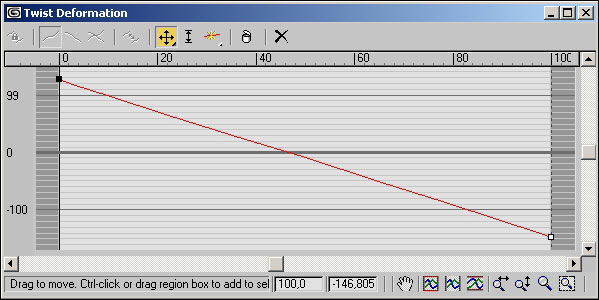 Twist Deformation
0 20 40 60 80 100
99
0
-100
Drag to move. Ctrl-click or drag region box to add to sel 100,0 -146,805